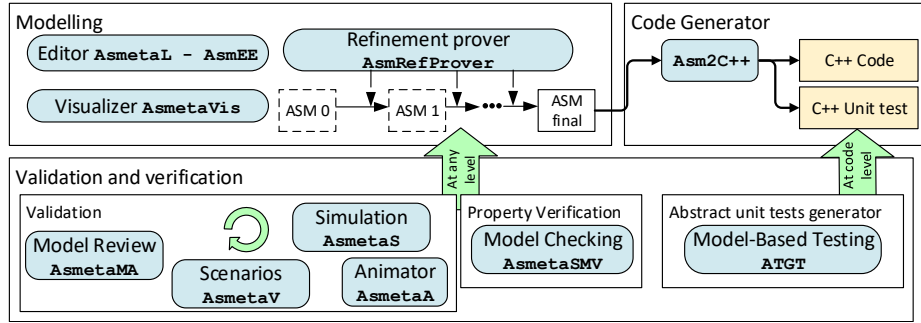 Modelling
Editor AsmetaL - AsmEE
Visualizer AsmetaVis
Refinement prover
AsmRefProver
ASM 0
ASM 1
•••
ASM
final
Code Generator
Asm2C++
C++ Code
C++ Unit test
At any
level
At code
level
Validation and verification
Validation
Model Review
AsmetaMA
Scenarios
AsmetaV
Simulation
AsmetaS
Animator
AsmetaA
Property Verification
Model Checking
AsmetaSMV
Abstract unit tests generator
Model-Based Testing
ATGT